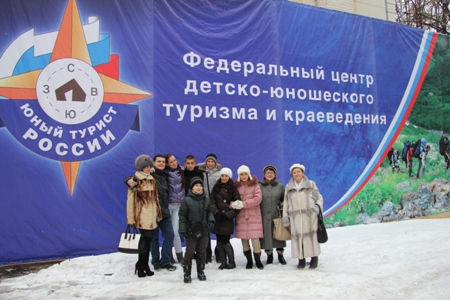 С
З
В
Ю
ЮНЫЙ ТУРИСТ
РОССИИ
Федеральный центр
детско-юношеского
туризма и краеведения